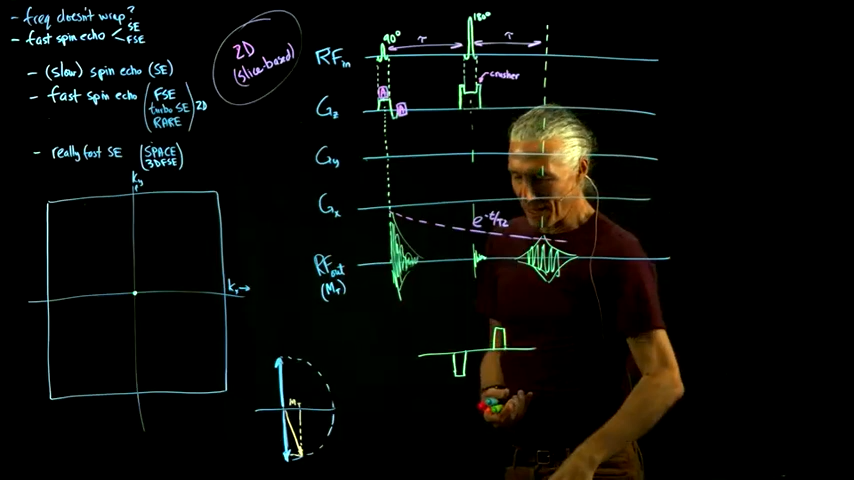 - freq doesn't wrap?
- fast spin echo < SE
FSE
- (slow) spin echo (SE)
- fast spin echo (FSE
turbo SE
RARE) 2D
- really fast SE (SPACE
3DFSE)
2D
(slice-based)
90°
τ
180°
τ
RFin
crusher
Gz
A
A
Gy
Gx
e^-t/T2
RFout
(MT)
ky
kx→
MT